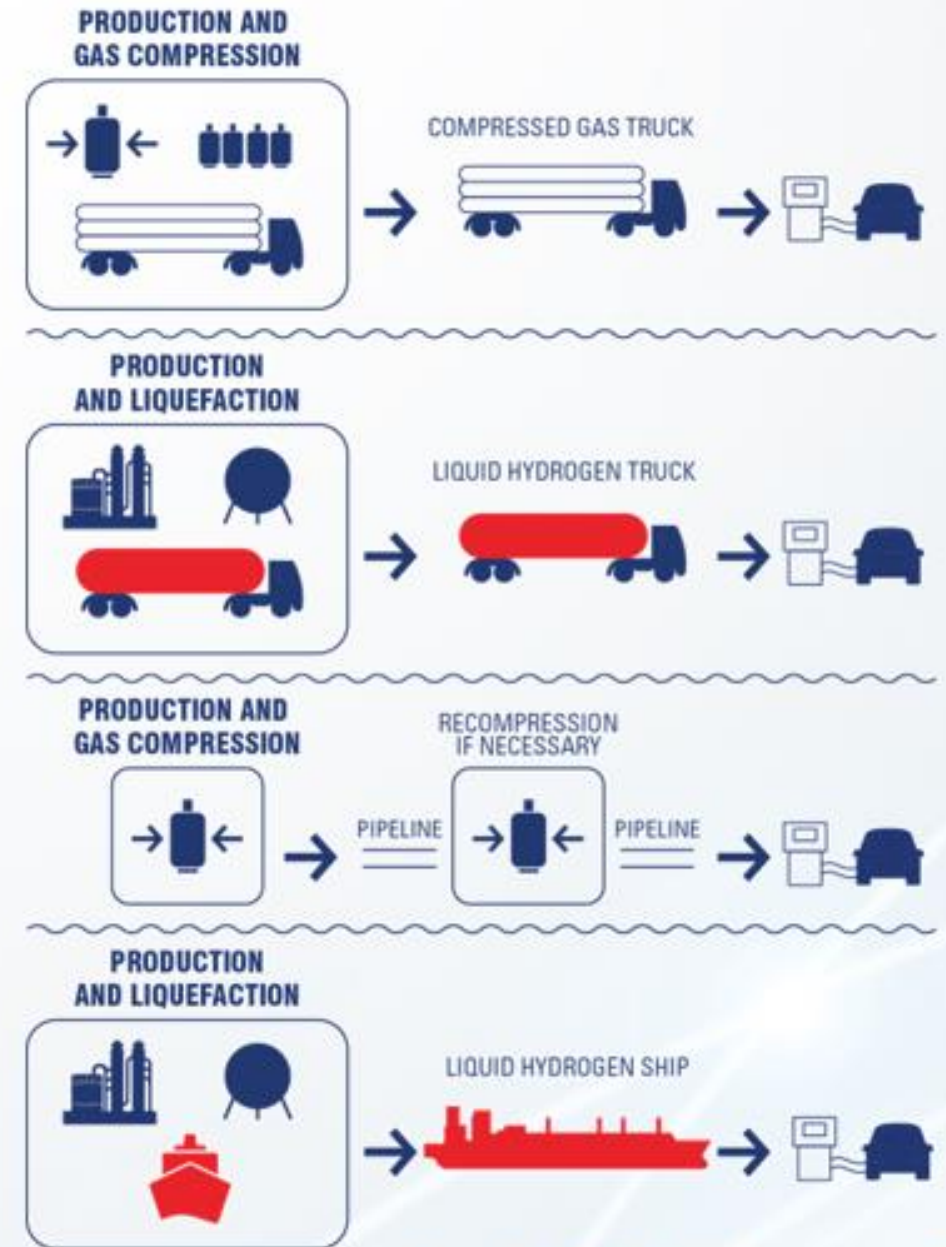 PRODUCTION AND
GAS COMPRESSION
COMPRESSED GAS TRUCK
PRODUCTION
AND LIQUEFACTION
LIQUID HYDROGEN TRUCK
PRODUCTION AND
GAS COMPRESSION
RECOMPRESSION
IF NECESSARY
PIPELINE
PIPELINE
PRODUCTION
AND LIQUEFACTION
LIQUID HYDROGEN SHIP